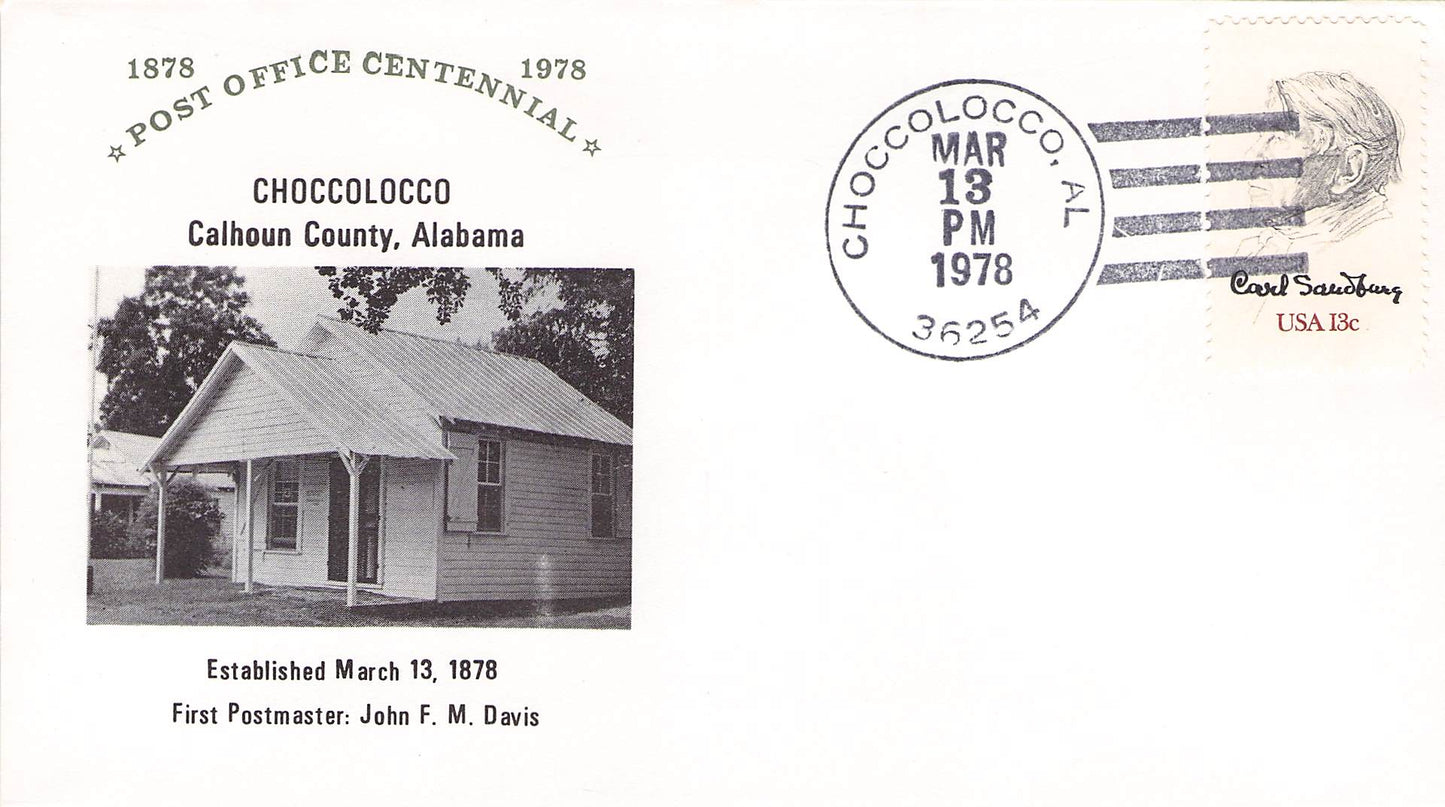 1878 1978
☆ POST OFFICE CENTENNIAL ☆
CHOCCOLOCCO
Calhoun County, Alabama
Established March 13, 1878
First Postmaster: John F. M. Davis
CHOCCOLOCCO, AL
MAR
13
PM
1978
36254
Carl Sandburg
USA 13c